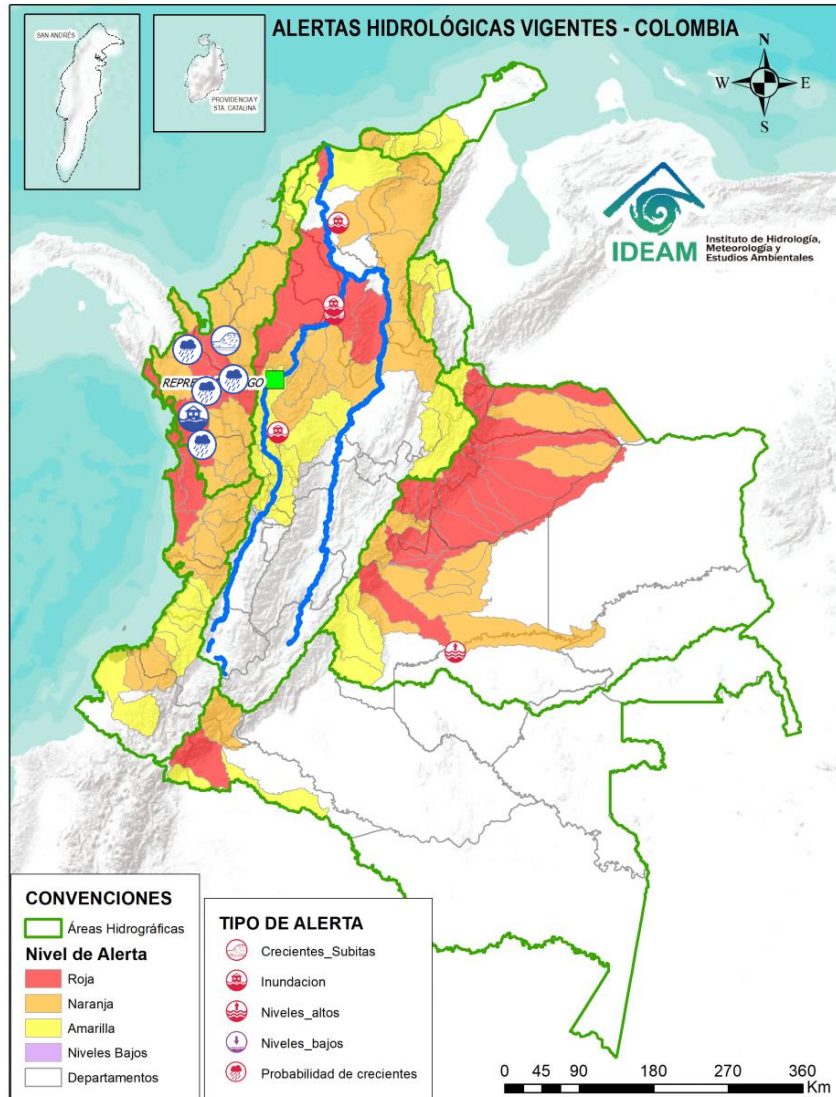 ALERTAS HIDROLÓGICAS VIGENTES - COLOMBIA
SAN ANDRÉS
PROVIDENCIA Y
STA. CATALINA
N
W
E
S
IDEAM
Instituto de Hidrología,
Meteorología y
Estudios Ambientales
REPRE
GO
CONVENCIONES
Áreas Hidrográficas
Nivel de Alerta
Roja
Naranja
Amarilla
Niveles Bajos
Departamentos
TIPO DE ALERTA
Crecientes_Subitas
Inundacion
Niveles_altos
Niveles_bajos
Probabilidad de crecientes
0 45 90 180 270 360
Km